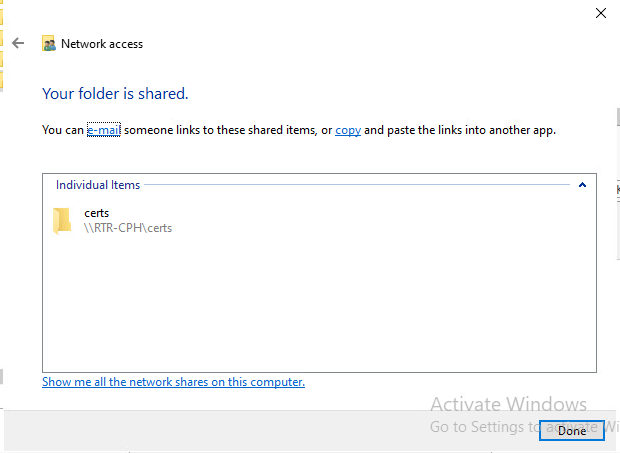 Network access
Your folder is shared.
You can e-mail someone links to these shared items, or copy and paste the links into another app.
Individual Items
certs
\\RTR-CPH\certs
Show me all the network shares on this computer.
Activate Windows
Go to Settings to activate Wi
Done